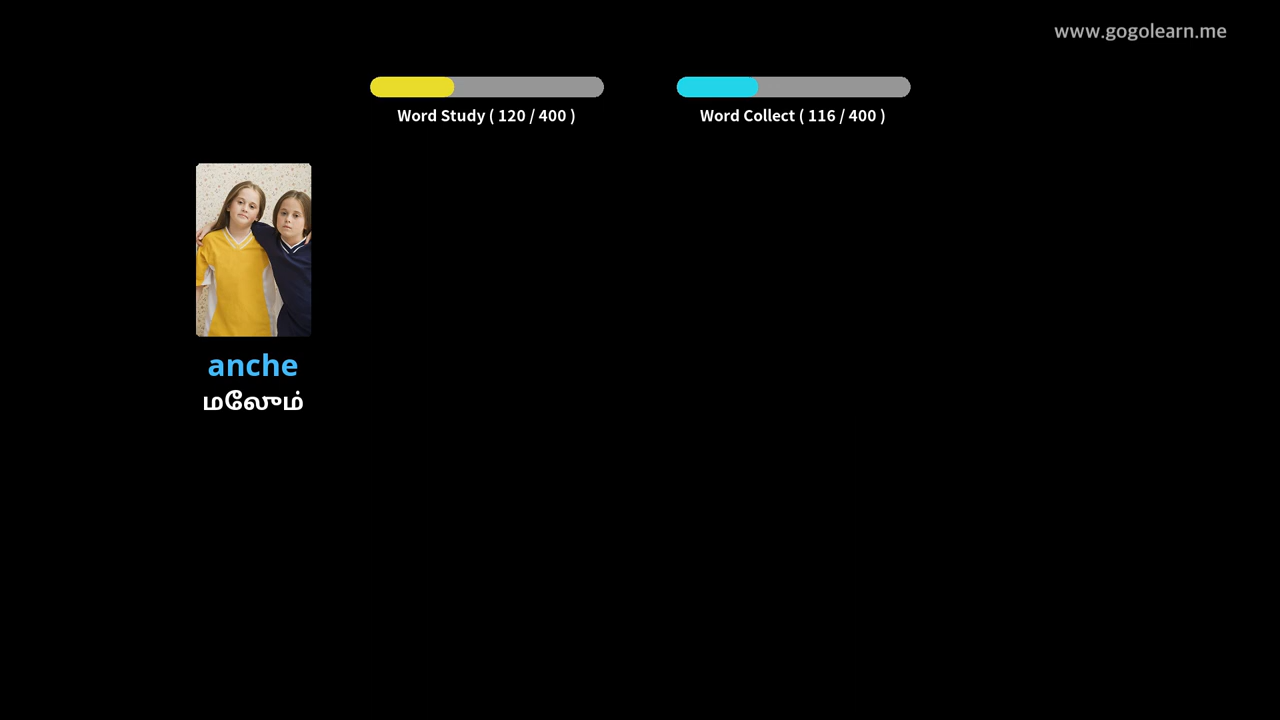 www.gogolearn.me
Word Study ( 120 / 400 )
Word Collect ( 116 / 400 )
anche
மலேும்